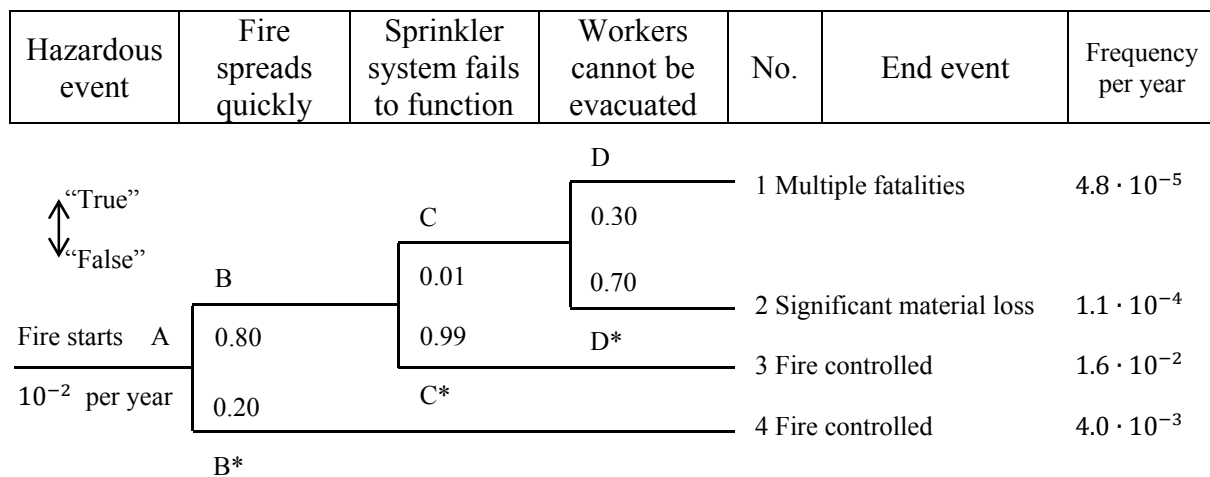 Hazardous event
Fire spreads quickly
Sprinkler system fails to function
Workers cannot be evacuated
No.
End event
Frequency per year
D
1 Multiple fatalities
4.8 · 10⁻⁵
“True”
“False”
C
0.30
B
0.01
0.70
2 Significant material loss
1.1 · 10⁻⁴
Fire starts A
0.80
0.99
D*
3 Fire controlled
1.6 · 10⁻²
10⁻² per year
0.20
C*
4 Fire controlled
4.0 · 10⁻³
B*